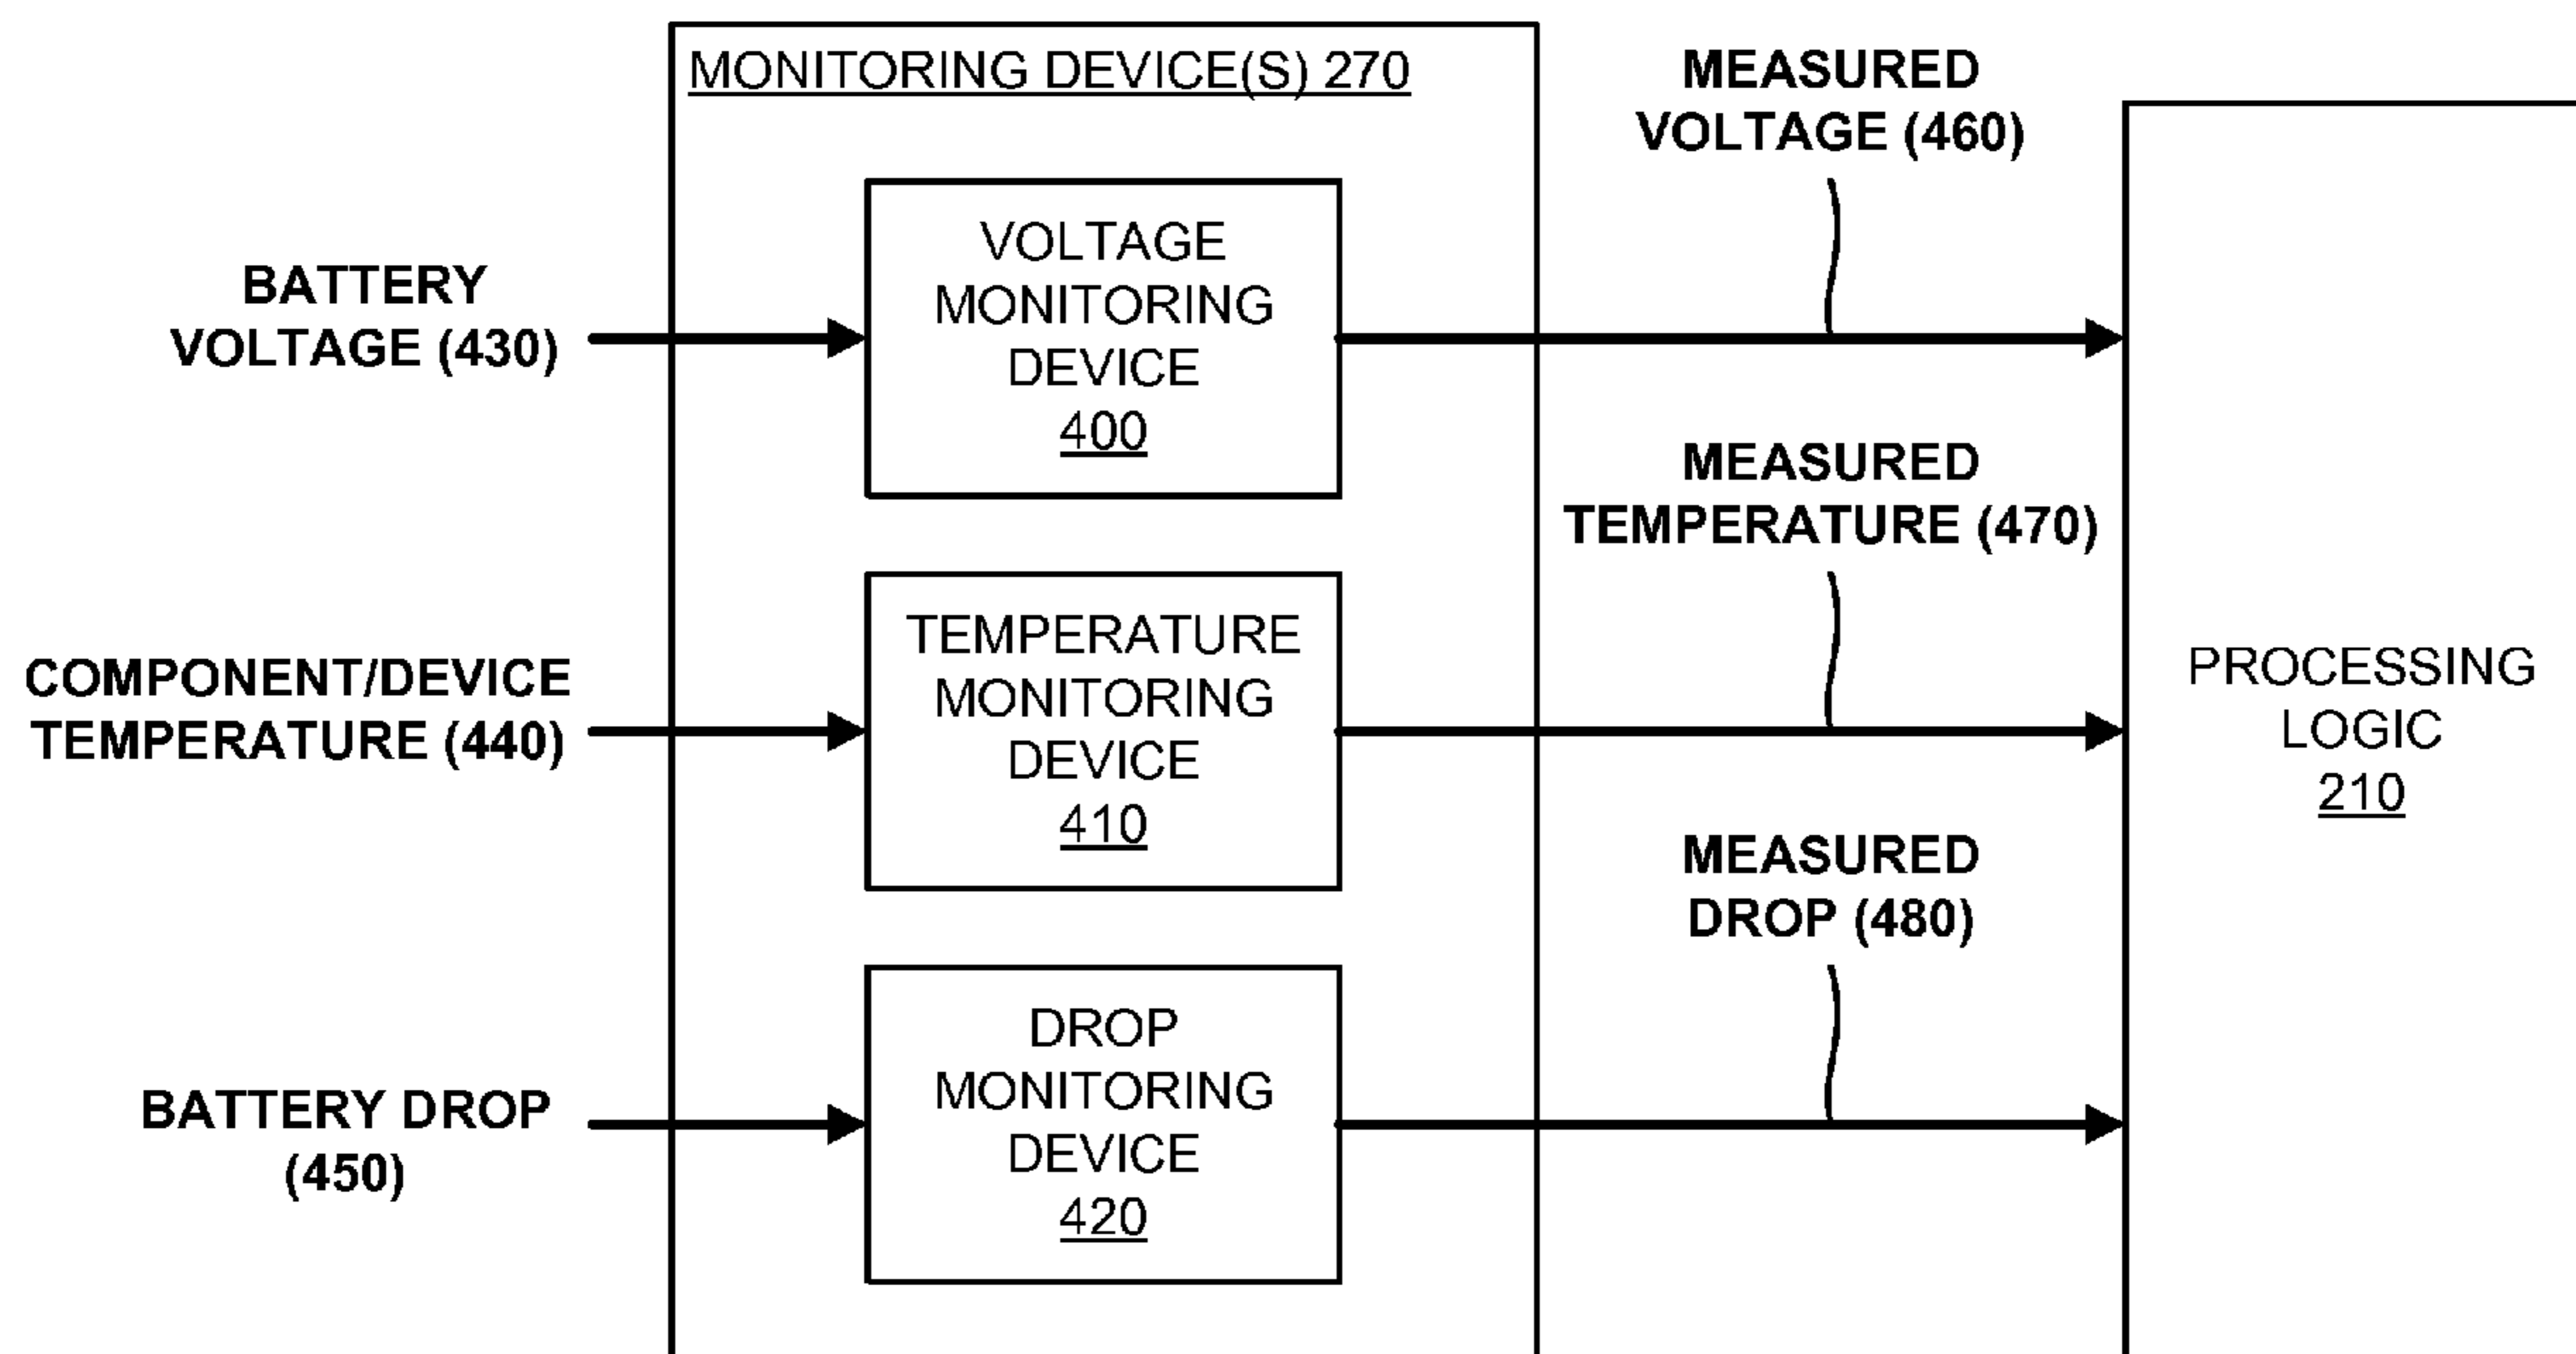 MONITORING DEVICE(S) 270
BATTERY
VOLTAGE (430)
VOLTAGE
MONITORING
DEVICE
400
MEASURED
VOLTAGE (460)
COMPONENT/DEVICE
TEMPERATURE (440)
TEMPERATURE
MONITORING
DEVICE
410
MEASURED
TEMPERATURE (470)
BATTERY DROP
(450)
DROP
MONITORING
DEVICE
420
MEASURED
DROP (480)
PROCESSING
LOGIC
210